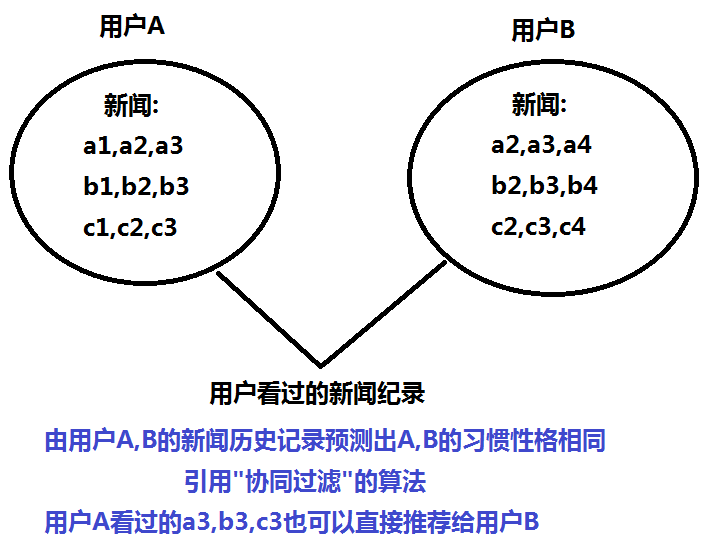 用户A
用户B
新闻:
a1,a2,a3
b1,b2,b3
c1,c2,c3
新闻:
a2,a3,a4
b2,b3,b4
c2,c3,c4
用户看过的新闻纪录
由用户A,B的新闻历史记录预测出A,B的习惯性格相同
引用"协同过滤"的算法
用户A看过的a3,b3,c3也可以直接推荐给用户B